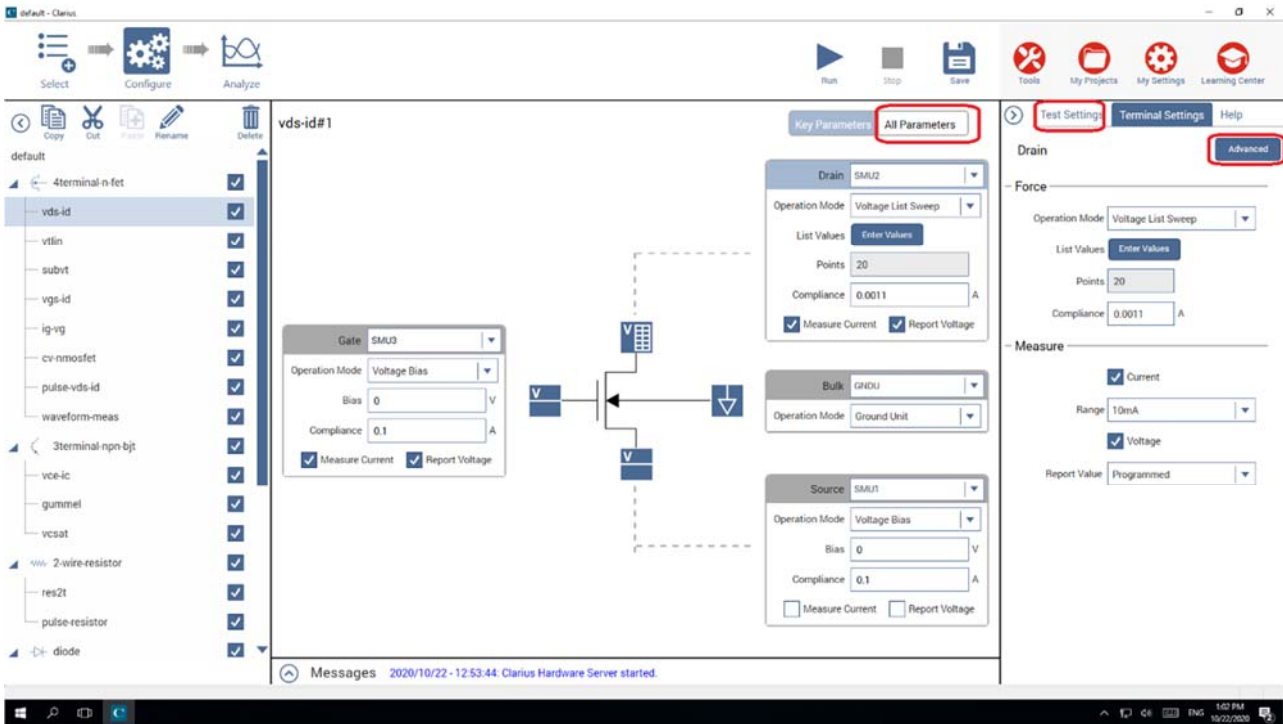 default - Clarius
Select
Configure
Analyze
Run
Stop
Save
Tools
My Projects
My Settings
Learning Center
Copy
Cut
Paste
Rename
Delete
default
4terminal-n-fet
vds-id
vtlin
subvt
vgs-id
ig-vg
cv-nmosfet
pulse-vds-id
waveform-meas
3terminal-npn-bjt
vce-ic
gummel
vcsat
2-wire-resistor
res2t
pulse-resistor
diode
vds-id#1
Key Parameters
All Parameters
Gate SMU3
Operation Mode Voltage Bias
Bias 0 V
Compliance 0.1 A
Measure Current Report Voltage
V
V
V
Drain SMU2
Operation Mode Voltage List Sweep
List Values Enter Values
Points 20
Compliance 0.0011 A
Measure Current Report Voltage
Bulk GNDU
Operation Mode Ground Unit
Source SMU1
Operation Mode Voltage Bias
Bias 0 V
Compliance 0.1 A
Measure Current Report Voltage
Messages 2020/10/22 - 12:53:44: Clarius Hardware Server started.
Test Settings Terminal Settings Help
Drain Advanced
Force
Operation Mode Voltage List Sweep
List Values Enter Values
Points 20
Compliance 0.0011 A
Measure
Current
Range 10mA
Voltage
Report Value Programmed
ENG
1:02 PM
10/22/2020